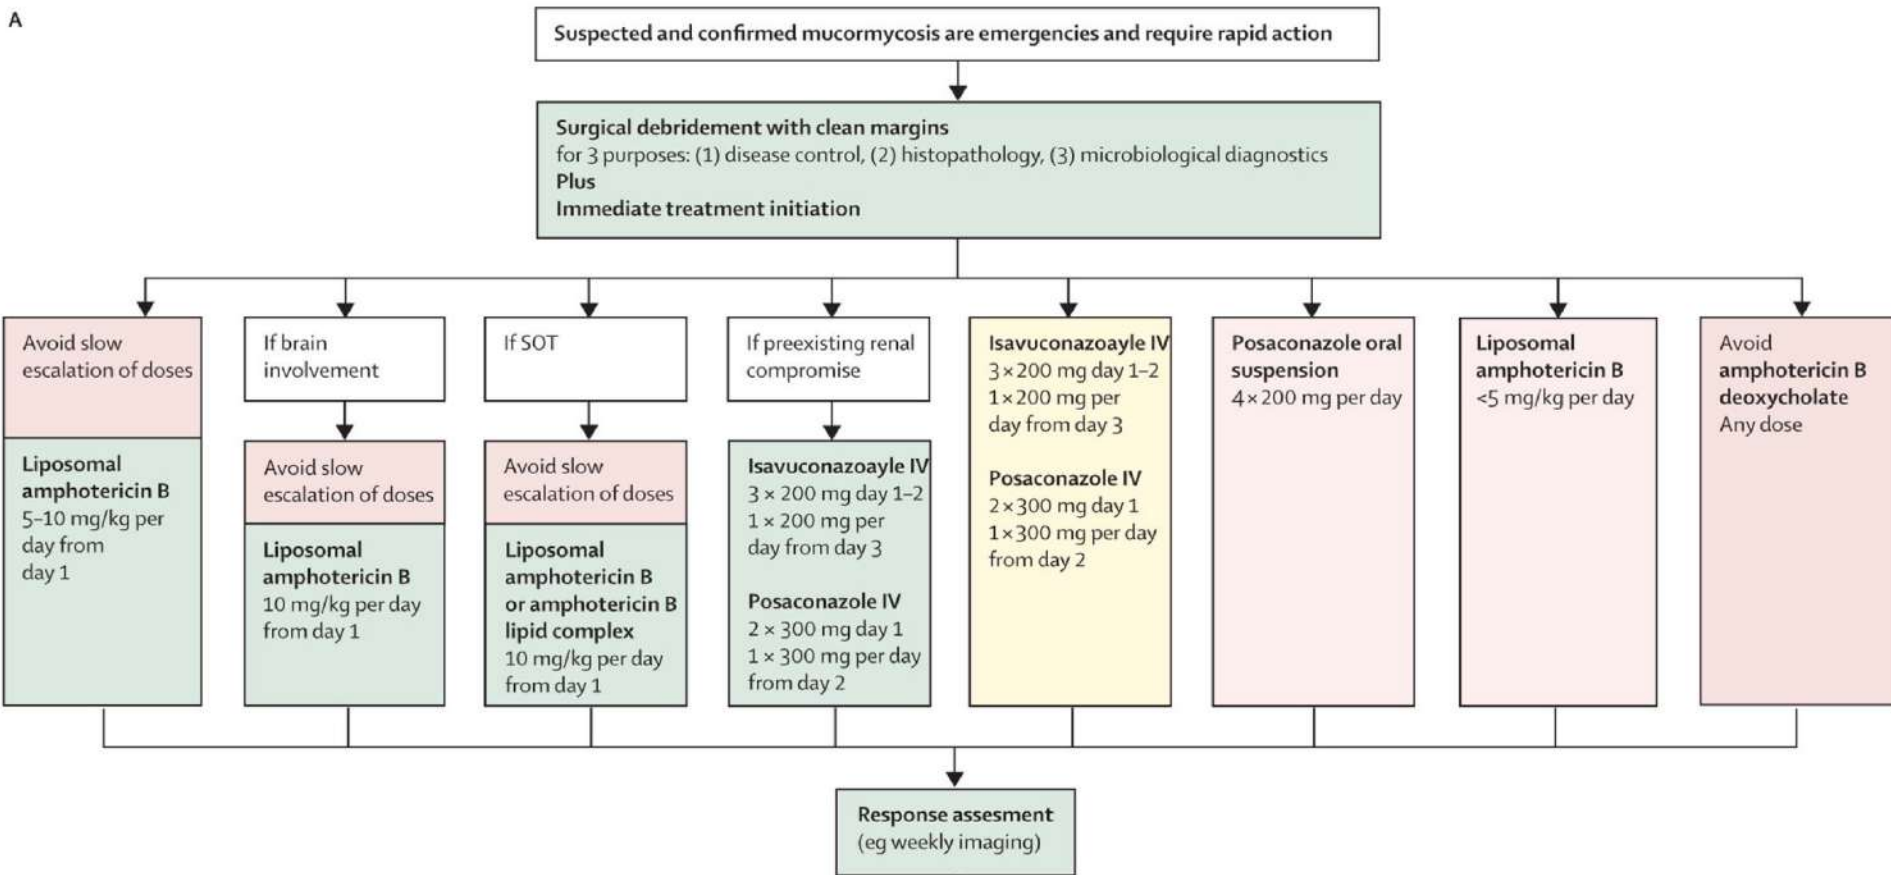 A
Suspected and confirmed mucormycosis are emergencies and require rapid action
Surgical debridement with clean margins
for 3 purposes: (1) disease control, (2) histopathology, (3) microbiological diagnostics
Plus
Immediate treatment initiation
Avoid slow
escalation of doses
Liposomal
amphotericin B
5–10 mg/kg per
day from
day 1
If brain
involvement
Avoid slow
escalation of doses
Liposomal
amphotericin B
10 mg/kg per day
from day 1
If SOT
Avoid slow
escalation of doses
Liposomal
amphotericin B
or amphotericin B
lipid complex
10 mg/kg per day
from day 1
If preexisting renal
compromise
Isavuconazoayle IV
3 × 200 mg day 1–2
1 × 200 mg per
day from day 3
Posaconazole IV
2 × 300 mg day 1
1 × 300 mg per day
from day 2
Isavuconazoayle IV
3 × 200 mg day 1–2
1 × 200 mg per
day from day 3
Posaconazole IV
2 × 300 mg day 1
1 × 300 mg per day
from day 2
Posaconazole oral
suspension
4 × 200 mg per day
Liposomal
amphotericin B
<5 mg/kg per day
Avoid
amphotericin B
deoxycholate
Any dose
Response assesment
(eg weekly imaging)